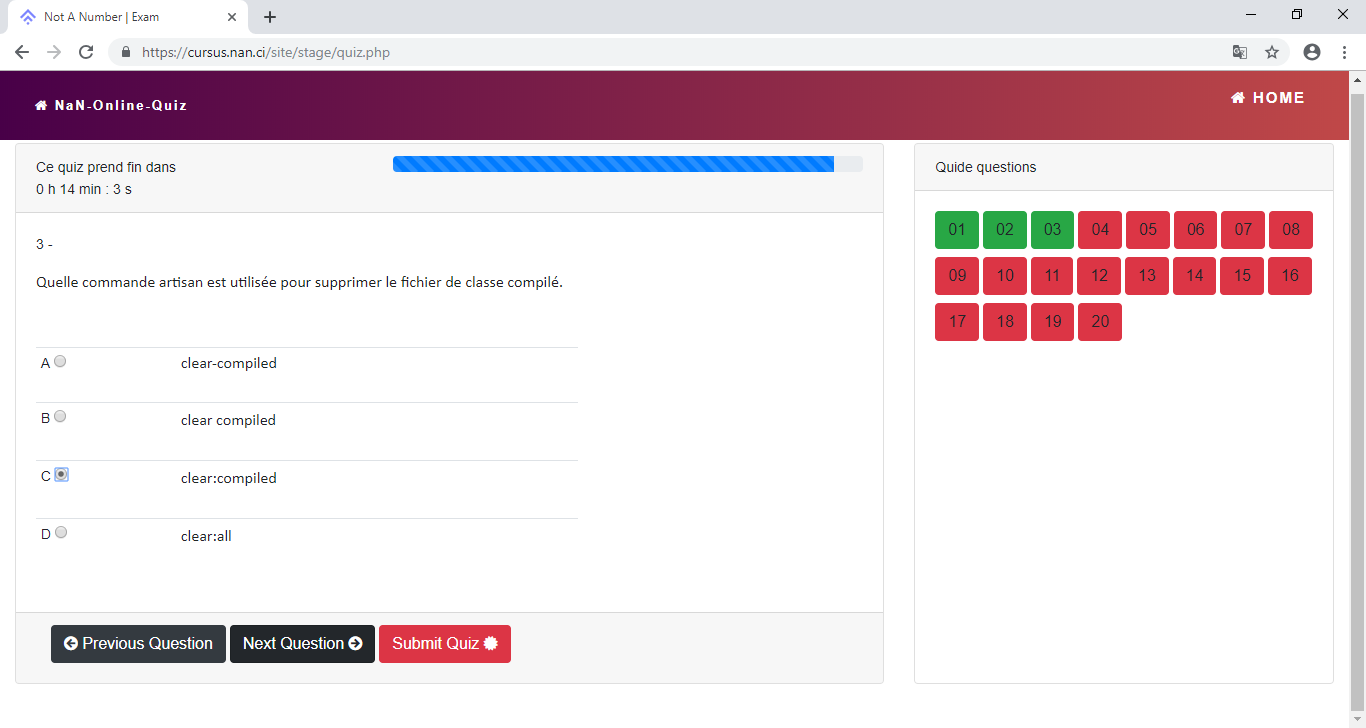 Not A Number | Exam
https://cursus.nan.ci/site/stage/quiz.php
NaN-Online-Quiz
HOME
Ce quiz prend fin dans
0 h 14 min : 3 s
3 -
Quelle commande artisan est utilisée pour supprimer le fichier de classe compilé.
A clear-compiled
B clear compiled
C clear:compiled
D clear:all
Previous Question Next Question Submit Quiz
Quide questions
01 02 03 04 05 06 07 08
09 10 11 12 13 14 15 16
17 18 19 20